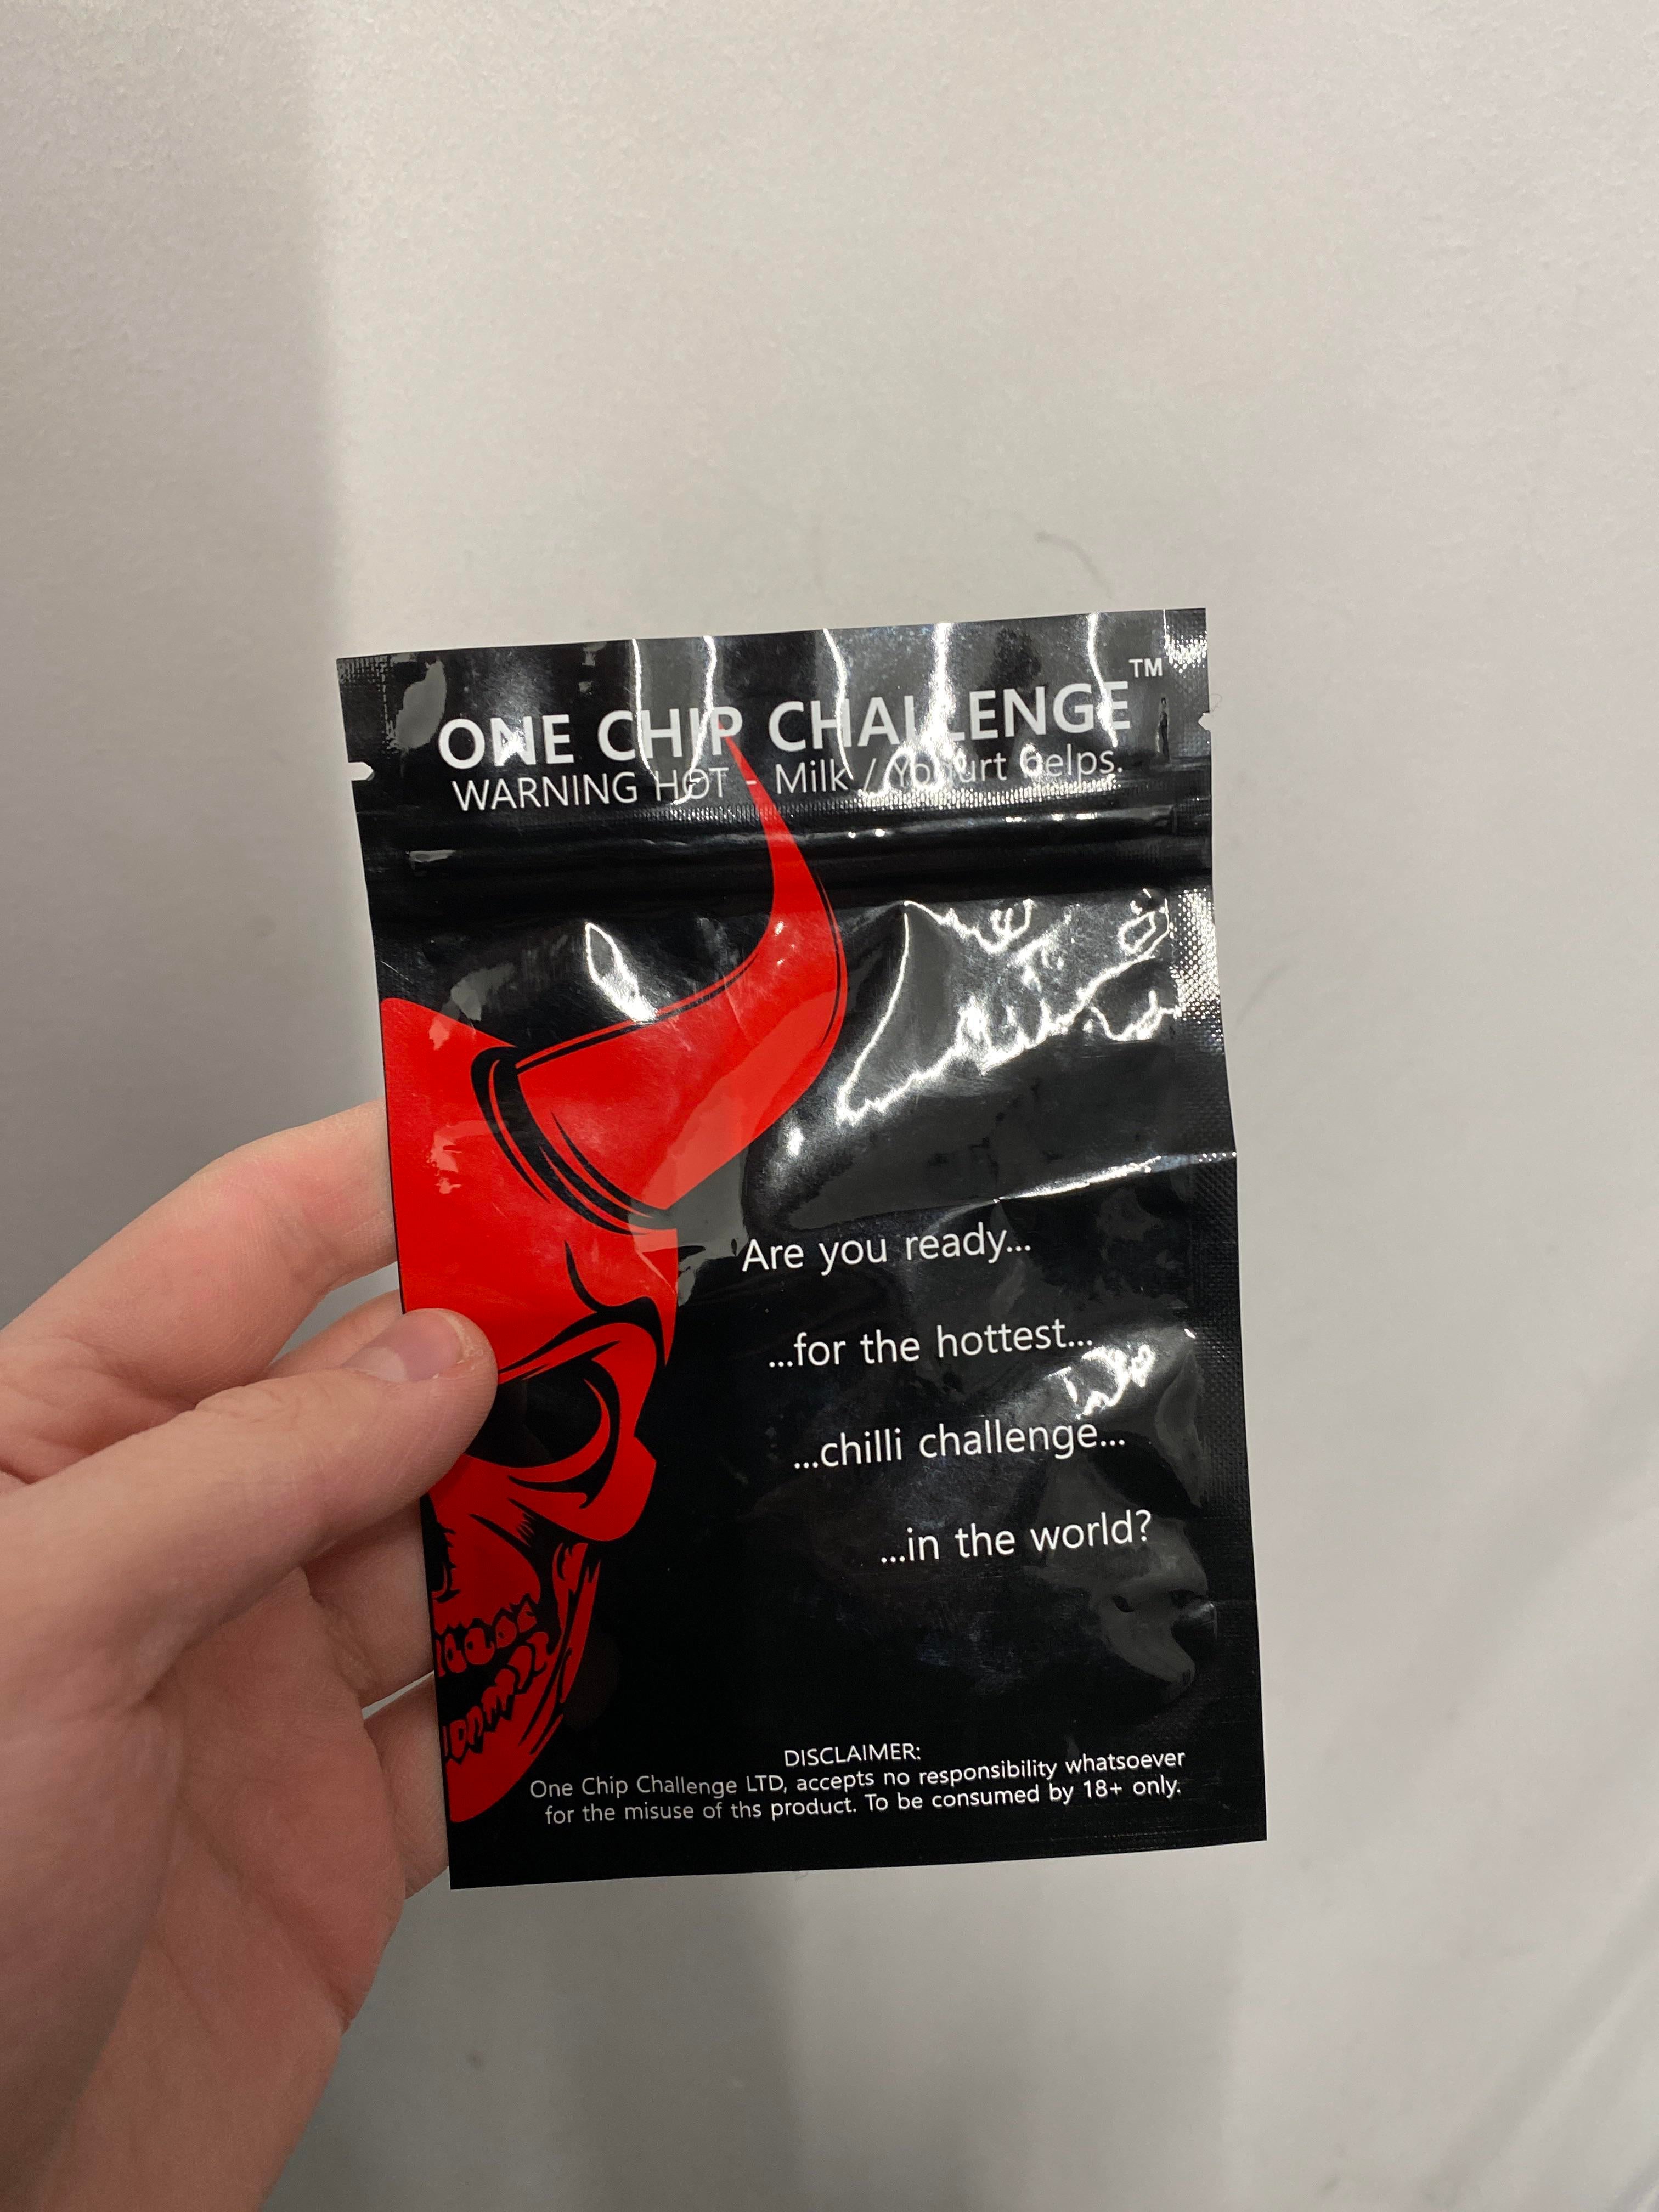 ONE CHIP CHALLENGE™
WARNING HOT - Milk / Yogurt helps.
Are you ready...
...for the hottest...
...chilli challenge...
...in the world?
DISCLAIMER:
One Chip Challenge LTD, accepts no responsibility whatsoever
for the misuse of ths product. To be consumed by 18+ only.